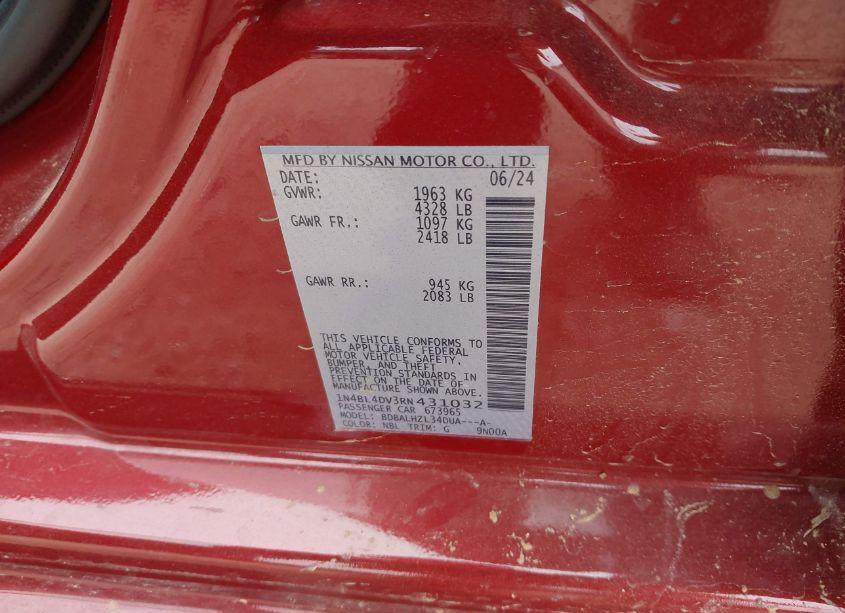 MFD BY NISSAN MOTOR CO., LTD.
DATE: 06/24
GVWR: 1963 KG
4328 LB
GAWR FR.: 1097 KG
2418 LB
GAWR RR.: 945 KG
2083 LB
THIS VEHICLE CONFORMS TO
ALL APPLICABLE FEDERAL
MOTOR VEHICLE SAFETY,
BUMPER, AND THEFT
PREVENTION STANDARDS IN
EFFECT ON THE DATE OF
MANUFACTURE SHOWN ABOVE.
1N4BL4DV3RN431032
PASSENGER CAR 673965
MODEL: BDBALHZL34DUA---A-
COLOR: NBL TRIM: G 9N00A